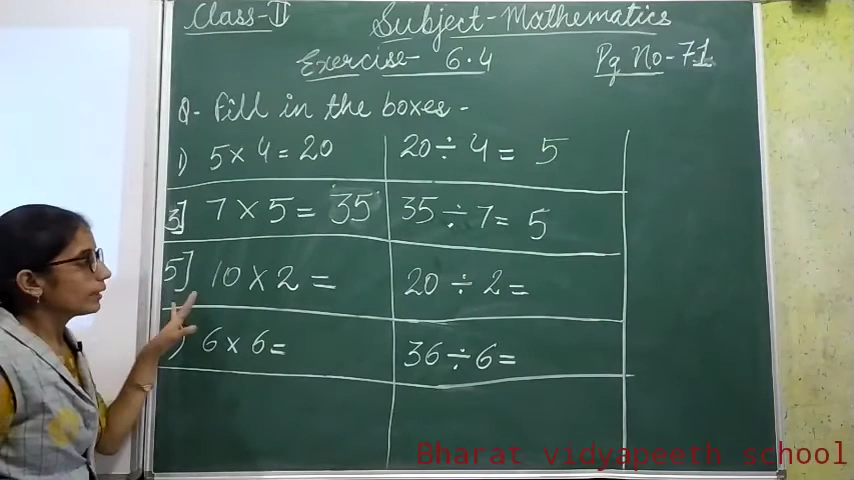 Class-II Subject-Mathematics
Exercise- 6.4 Pg No-71
Q- Fill in the boxes-
1) 5×4=20 20÷4= 5
3] 7×5= 35 35÷7= 5
5] 10×2= 20÷2=
) 6×6= 36÷6=
Bharat vidyapeeth school